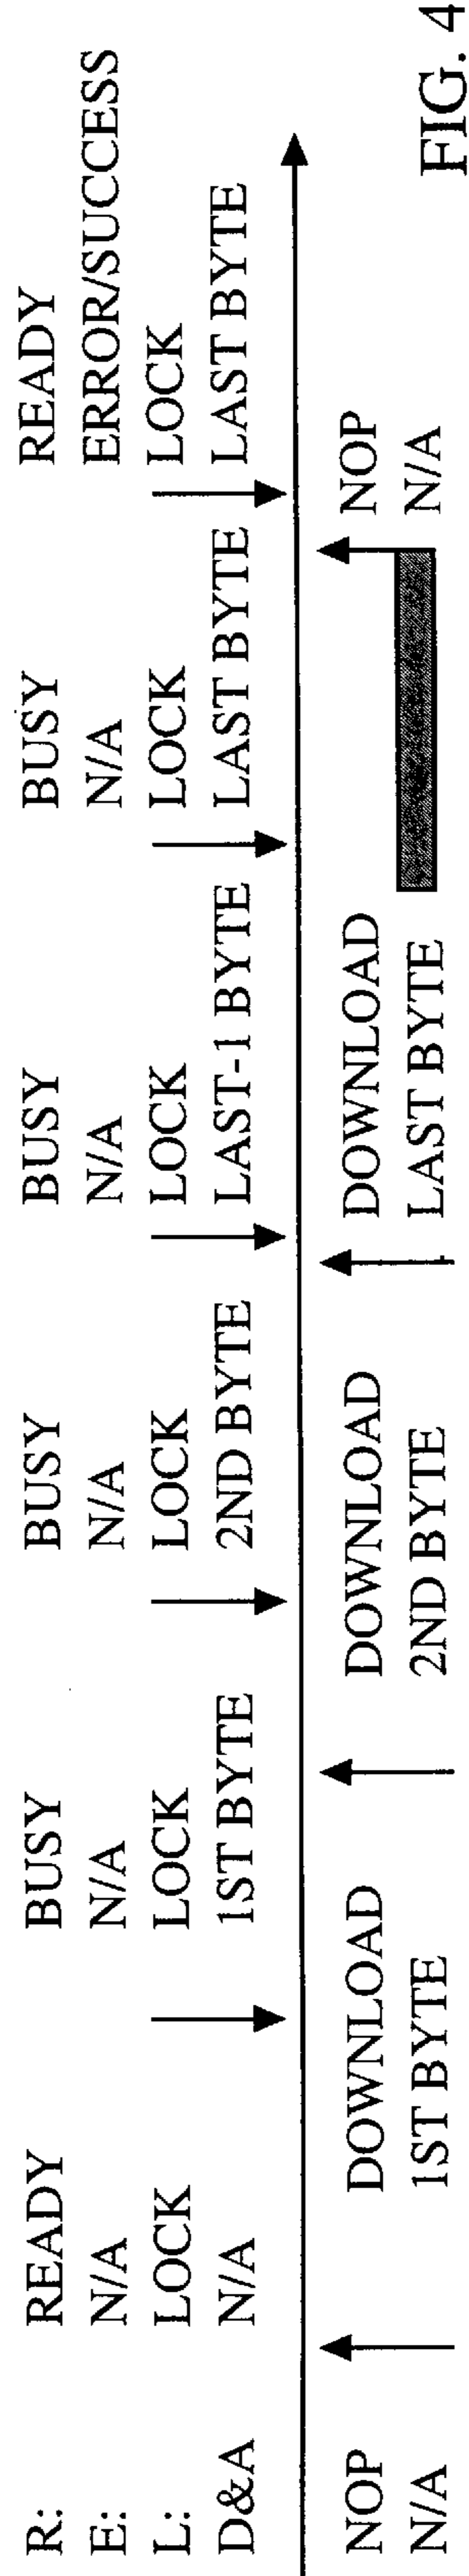 R: READY BUSY BUSY BUSY BUSY READY
E: N/A N/A N/A N/A N/A ERROR/SUCCESS
L: LOCK LOCK LOCK LOCK LOCK LOCK
D&A N/A 1ST BYTE 2ND BYTE LAST-1 BYTE LAST BYTE LAST BYTE
NOP DOWNLOAD DOWNLOAD DOWNLOAD NOP
N/A 1ST BYTE 2ND BYTE LAST BYTE N/A
FIG. 4